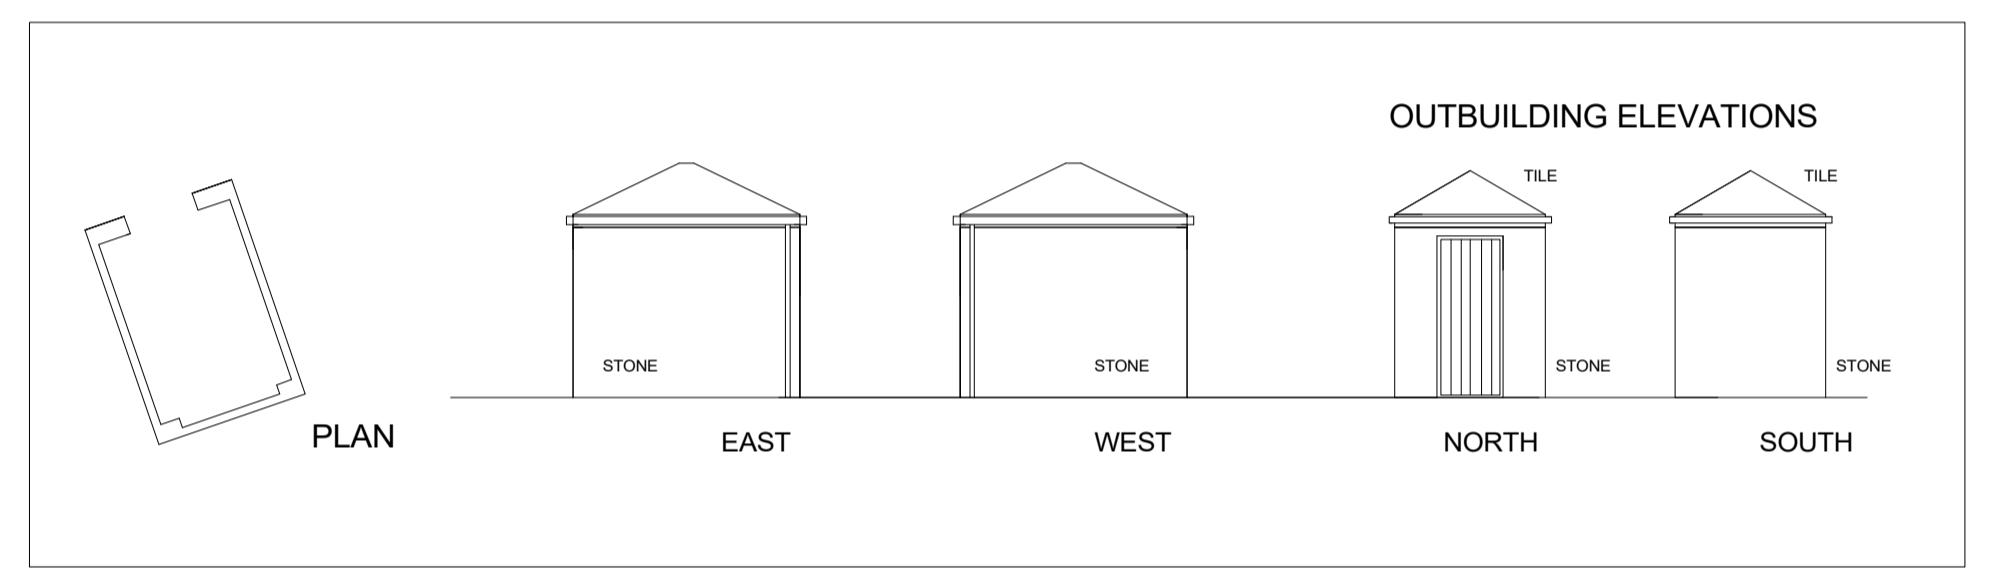 OUTBUILDING ELEVATIONS
TILE
TILE
STONE
STONE
STONE
STONE
PLAN
EAST
WEST
NORTH
SOUTH